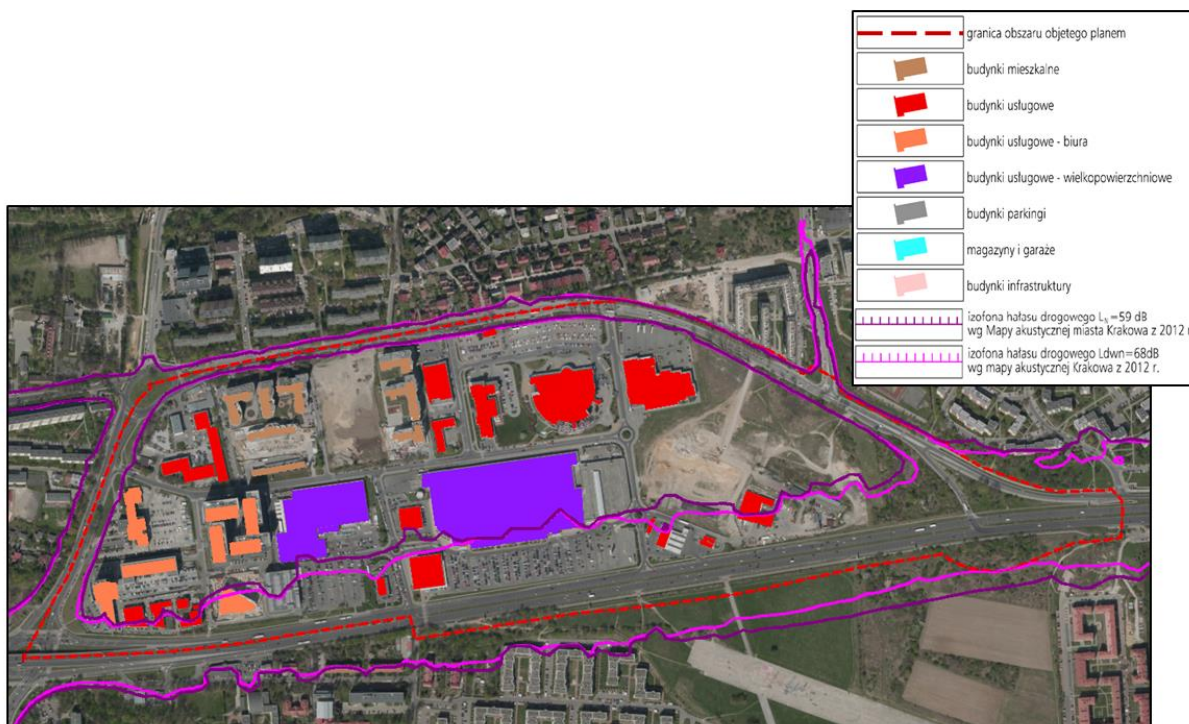 granica obszaru objetego planem
budynki mieszkalne
budynki usługowe
budynki usługowe - biura
budynki usługowe - wielkopowierzchniowe
budynki parkingi
magazyny i garaże
budynki infrastruktury
izofona hałasu drogowego LN =59 dB
wg Mapy akustycznej miasta Krakowa z 2012 r
izofona hałasu drogowego Ldwn=68dB
wg mapy akustycznej Krakowa z 2012 r.